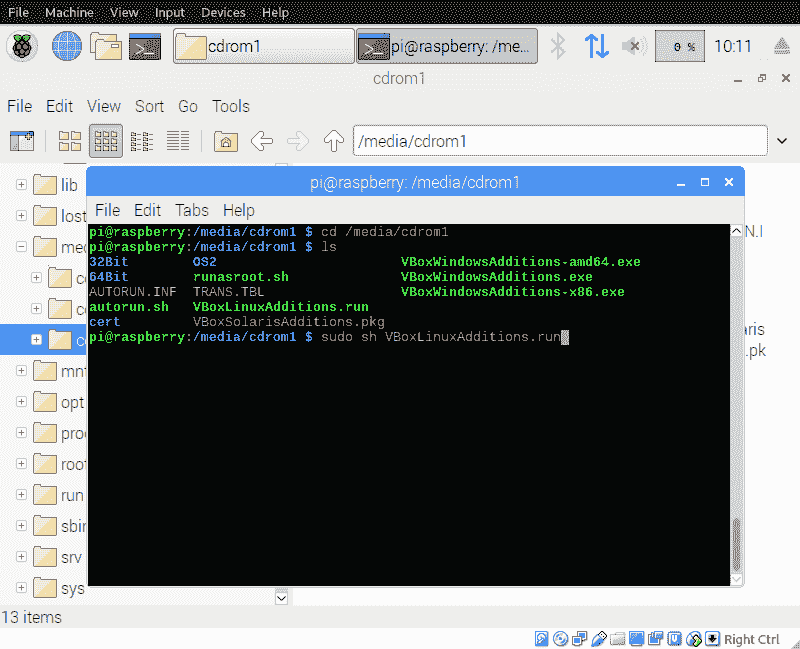 File Machine View Input Devices Help
cdrom1 pi@raspberry: /me... 0 % 10:11
cdrom1
File Edit View Sort Go Tools
/media/cdrom1
lib
lost
me
c
c
c
mn
opt
pro
roo
run
sbi
srv
sys
N.I
aris
.pk
pi@raspberry: /media/cdrom1
File Edit Tabs Help
pi@raspberry:/media/cdrom1 $ cd /media/cdrom1
pi@raspberry:/media/cdrom1 $ ls
32Bit OS2 VBoxWindowsAdditions-amd64.exe
64Bit runasroot.sh VBoxWindowsAdditions.exe
AUTORUN.INF TRANS.TBL VBoxWindowsAdditions-x86.exe
autorun.sh VBoxLinuxAdditions.run
cert VBoxSolarisAdditions.pkg
pi@raspberry:/media/cdrom1 $ sudo sh VBoxLinuxAdditions.run
13 items
Right Ctrl